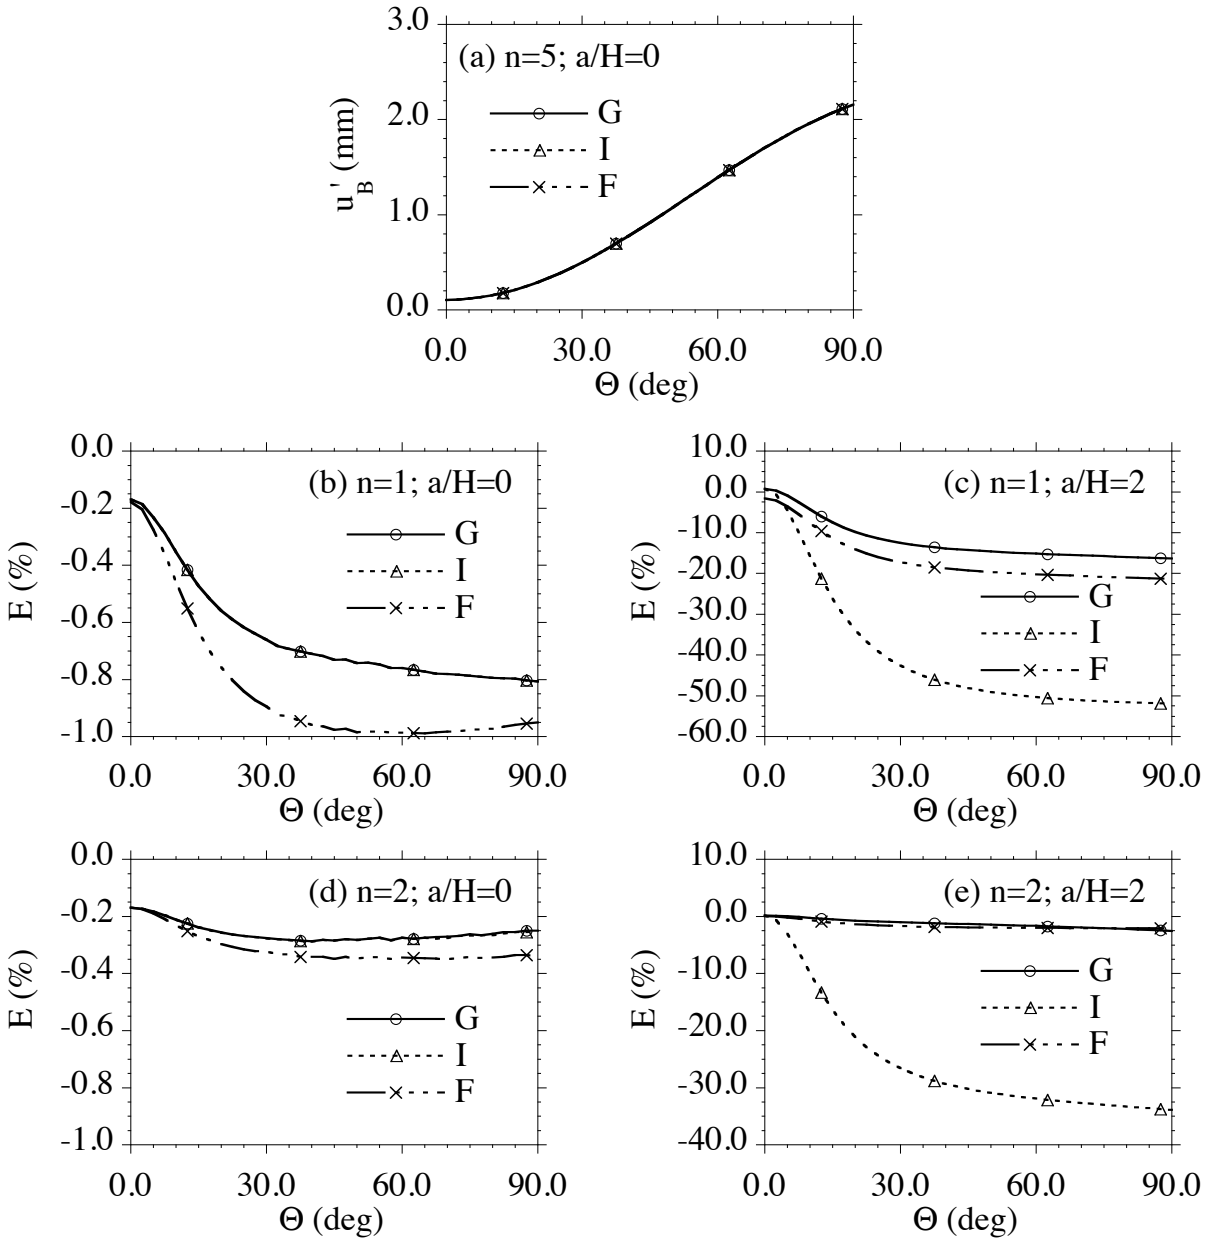 3.0
(a) n=5; a/H=0
G
I
F
2.0
1.0
0.0
u'B (mm)
0.0 30.0 60.0 90.0
Θ (deg)
0.0
-0.2
-0.4
-0.6
-0.8
-1.0
E (%)
(b) n=1; a/H=0
G
I
F
0.0 30.0 60.0 90.0
Θ (deg)
10.0
0.0
-10.0
-20.0
-30.0
-40.0
-50.0
-60.0
E (%)
(c) n=1; a/H=2
G
I
F
0.0 30.0 60.0 90.0
Θ (deg)
0.0
-0.2
-0.4
-0.6
-0.8
-1.0
E (%)
(d) n=2; a/H=0
G
I
F
0.0 30.0 60.0 90.0
Θ (deg)
10.0
0.0
-10.0
-20.0
-30.0
-40.0
E (%)
(e) n=2; a/H=2
G
I
F
0.0 30.0 60.0 90.0
Θ (deg)